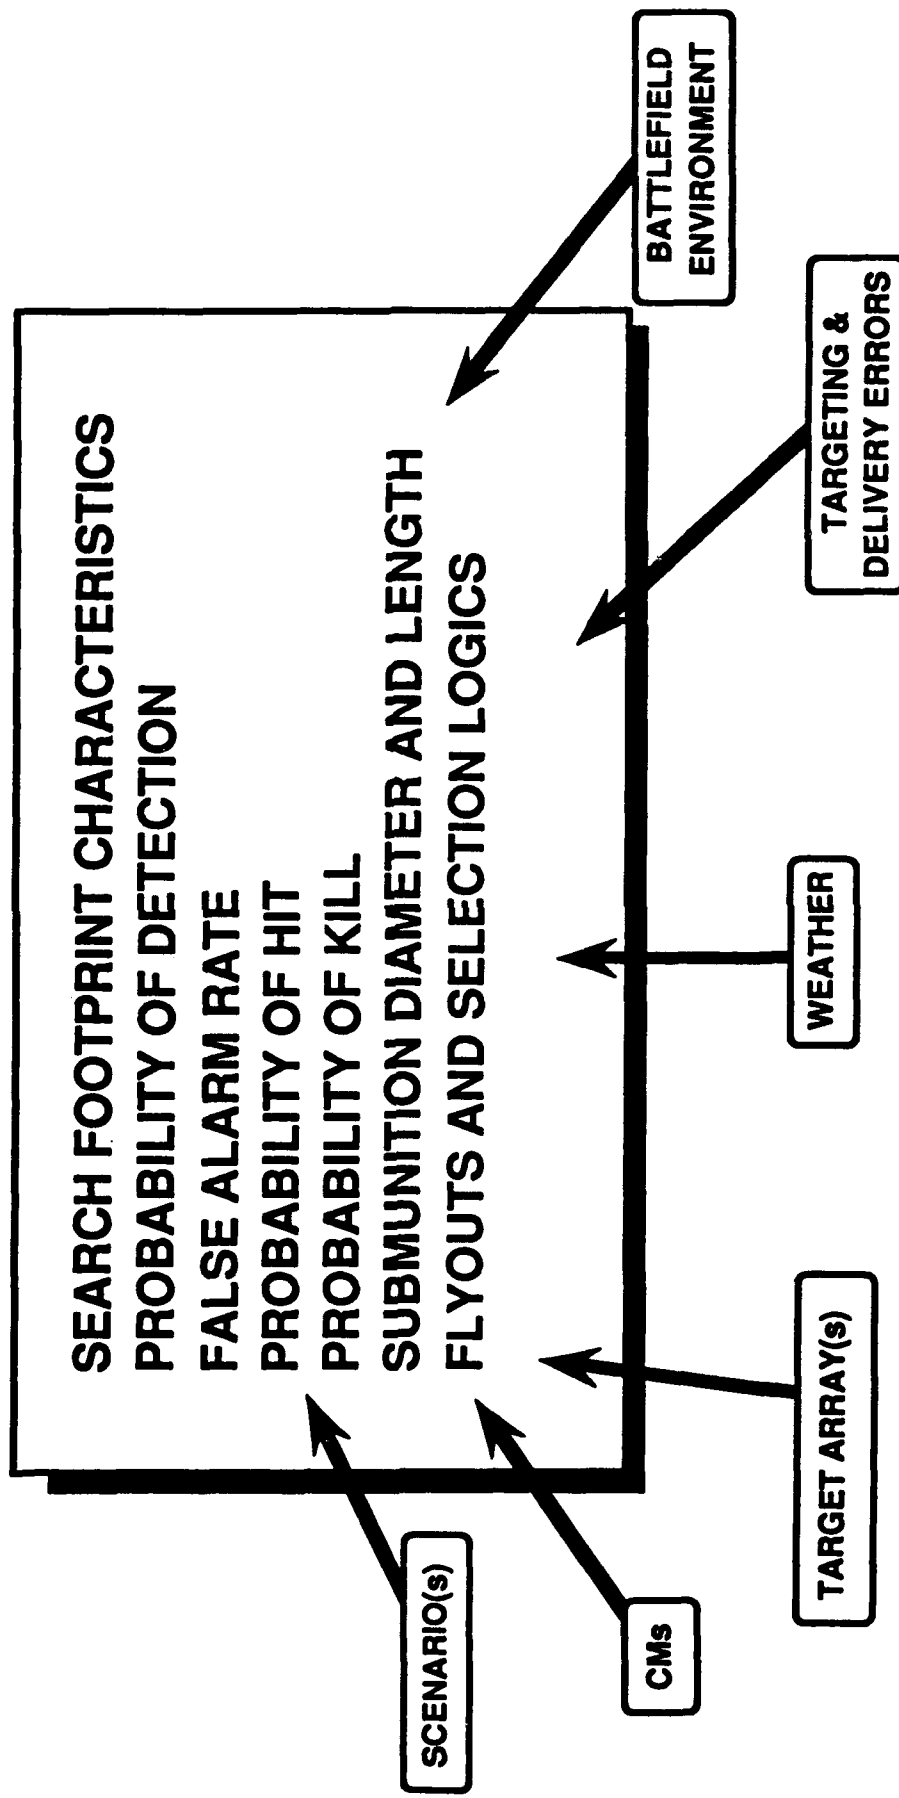 SEARCH FOOTPRINT CHARACTERISTICS
PROBABILITY OF DETECTION
FALSE ALARM RATE
PROBABILITY OF HIT
PROBABILITY OF KILL
SUBMUNITION DIAMETER AND LENGTH
FLYOUTS AND SELECTION LOGICS
SCENARIO(s)
CMs
TARGET ARRAY(s)
WEATHER
TARGETING &
DELIVERY ERRORS
BATTLEFIELD
ENVIRONMENT